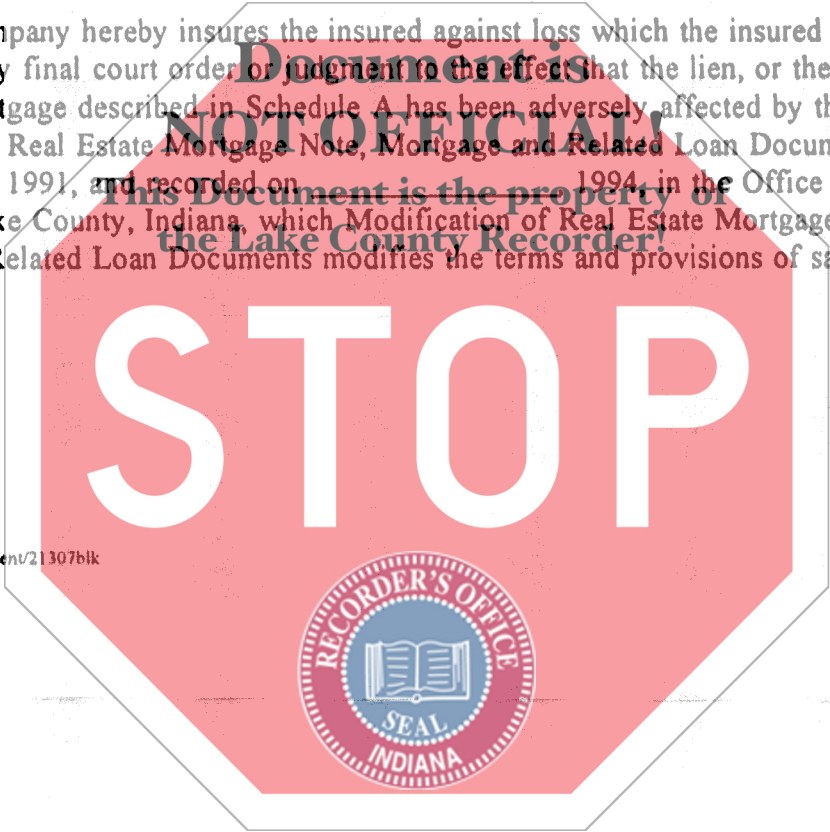 mpany hereby insures the insured against loss which the insured
y final court order or judgment to the effect that the lien, or the
Document is
tgage described in Schedule A has been adversely affected by th
NOT OFFICIAL!
Real Estate Mortgage Note, Mortgage and Related Loan Docum
1991, and recorded on ____________ 1994, in the Office
This Document is the property of
e County, Indiana, which Modification of Real Estate Mortgage
the Lake County Recorder!
elated Loan Documents modifies the terms and provisions of sa
STOP
ent/21307blk
RECORDER'S OFFICE
SEAL
INDIANA